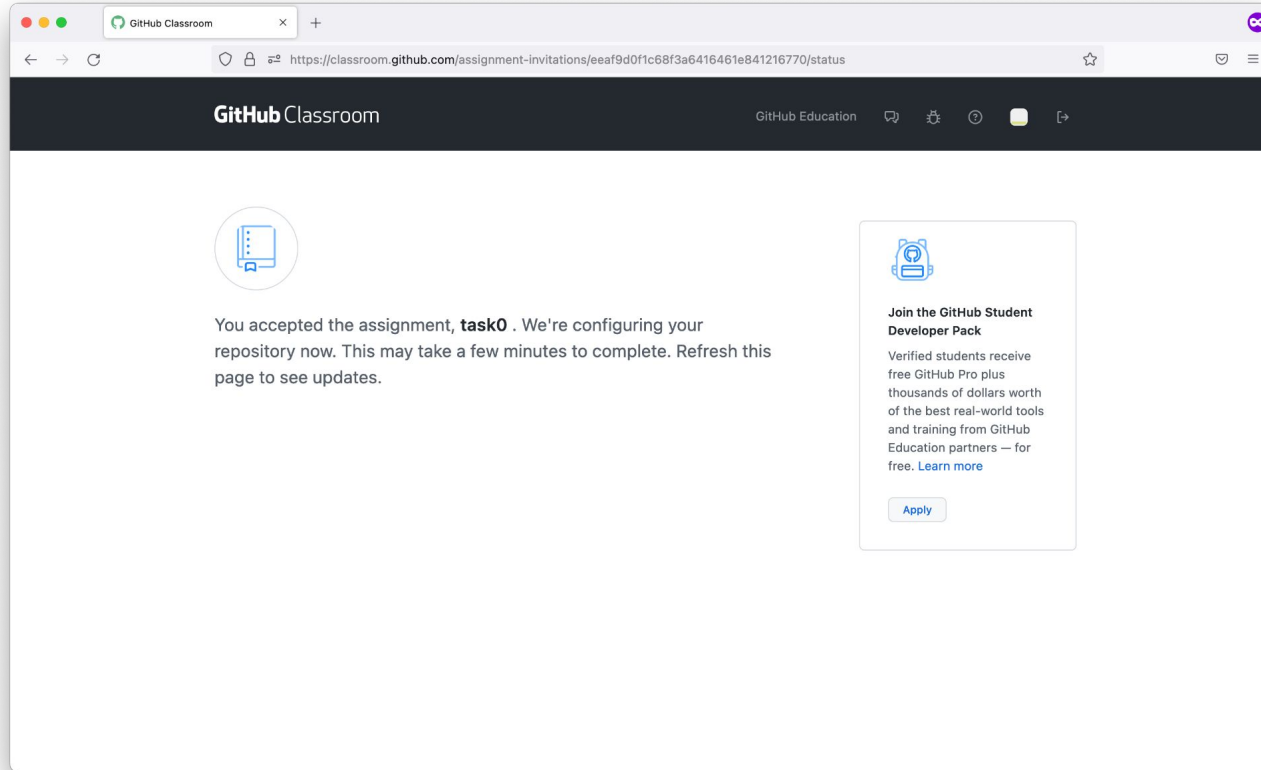 GitHub Classroom
https://classroom.github.com/assignment-invitations/eeaf9d0f1c68f3a6416461e841216770/status
GitHub Classroom
GitHub Education
You accepted the assignment, task0 . We're configuring your
repository now. This may take a few minutes to complete. Refresh this
page to see updates.
Join the GitHub Student
Developer Pack
Verified students receive
free GitHub Pro plus
thousands of dollars worth
of the best real-world tools
and training from GitHub
Education partners — for
free. Learn more
Apply